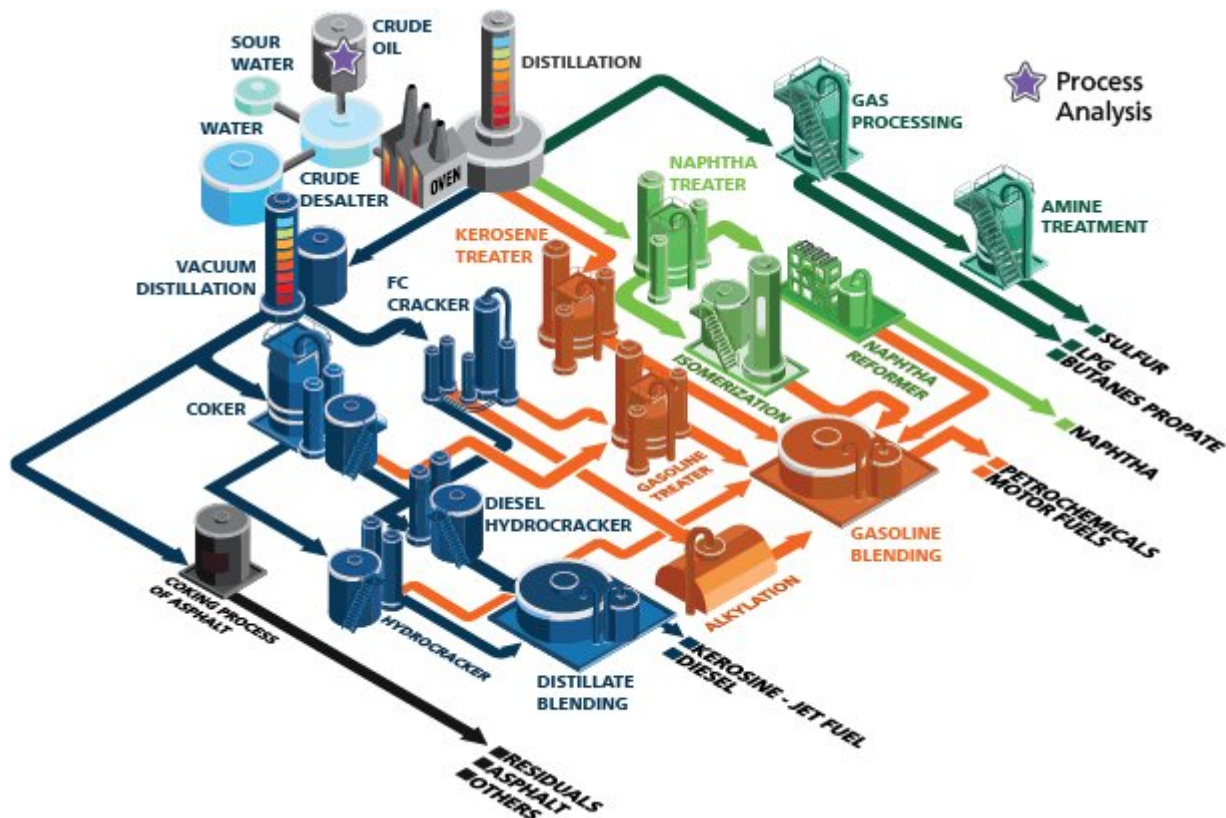 CRUDE
OIL
SOUR
WATER
DISTILLATION
Process
Analysis
GAS
PROCESSING
WATER
CRUDE
DESALTER
OVEN
NAPHTHA
TREATER
AMINE
TREATMENT
KEROSENE
TREATER
VACUUM
DISTILLATION
FC
CRACKER
ISOMERIZATION
NAPHTHA
REFORMER
SULFUR
LPG
BUTANES PROPATE
NAPHTHA
COKER
GASOLINE
TREATER
PETROCHEMICALS
MOTOR FUELS
DIESEL
HYDROCRACKER
GASOLINE
BLENDING
COKING PROCESS
OF ASPHALT
HYDROCRACKER
ALKYLATION
DISTILLATE
BLENDING
KEROSINE - JET FUEL
DIESEL
RESIDUALS
ASPHALT
OTHERS